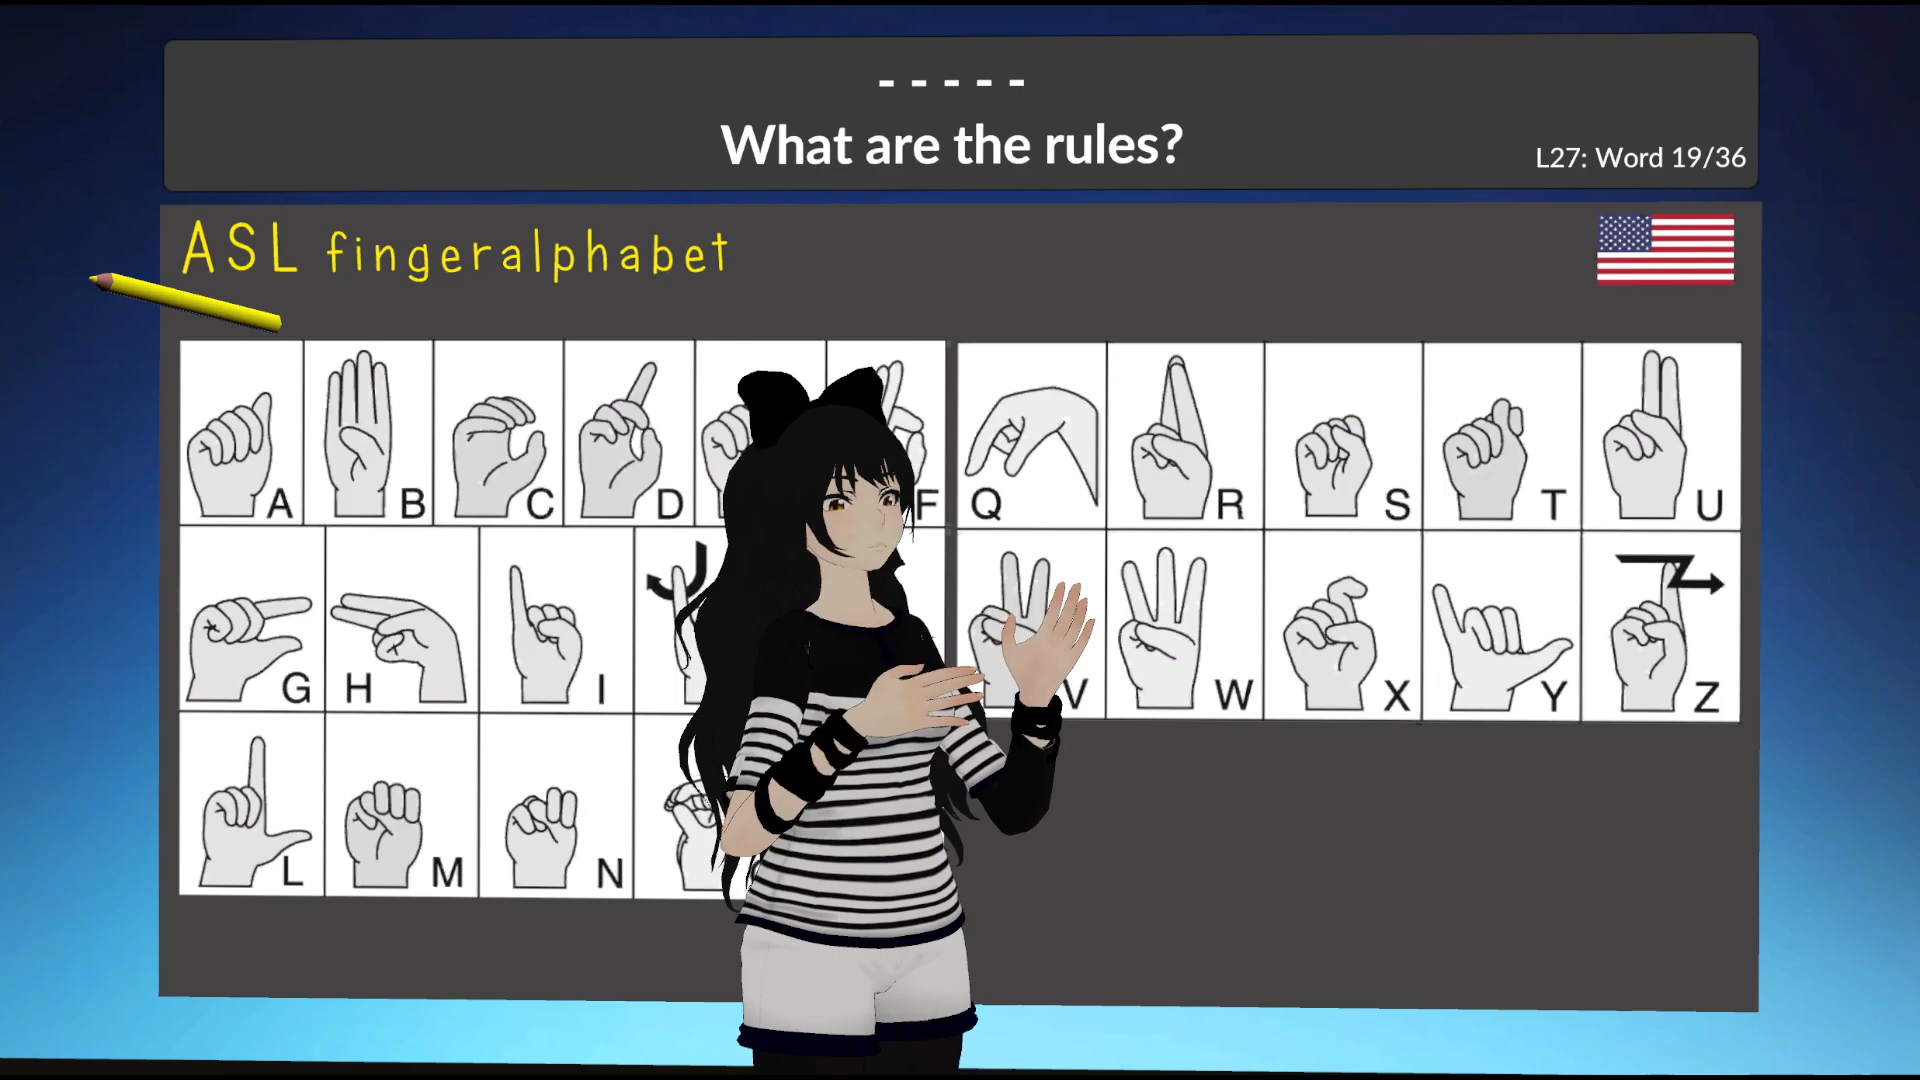 - - - - -
What are the rules?
L27: Word 19/36
ASL fingeralphabet
A B C D F Q R S T U
G H I V W X Y Z
L M N